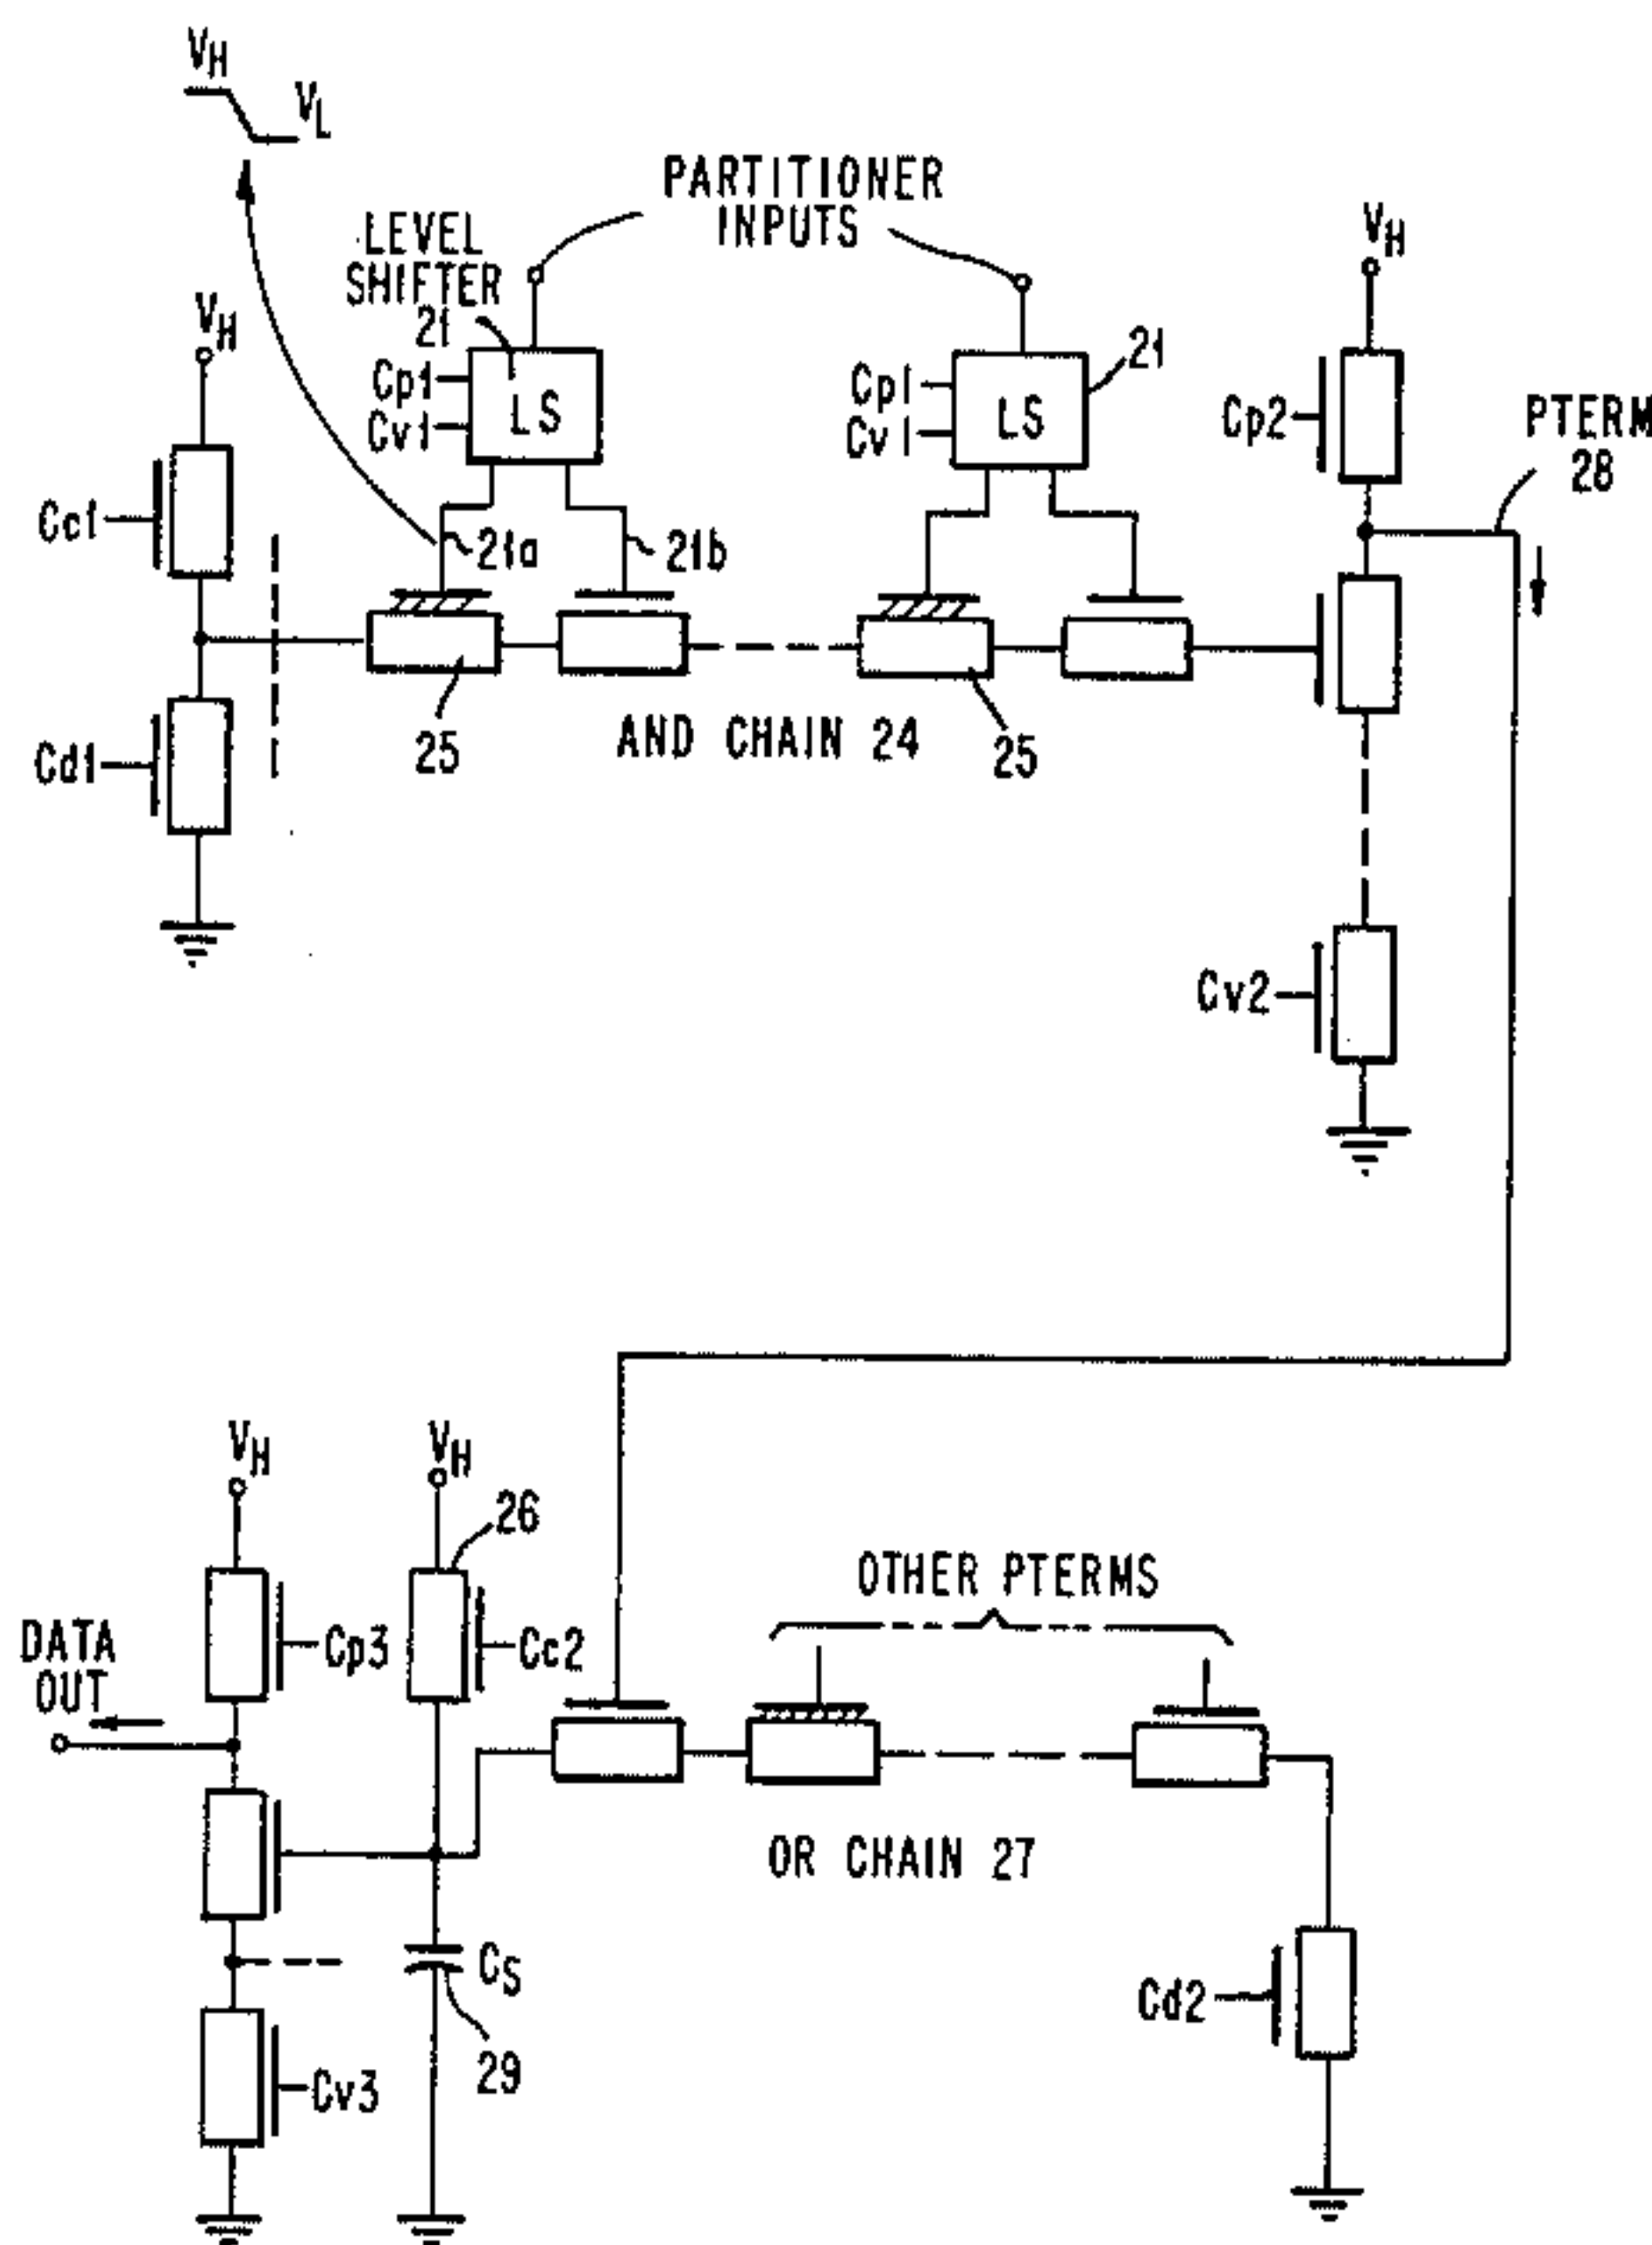 VH
VL
PARTITIONER
INPUTS
LEVEL
SHIFTER
21
VH
VH
Cp1
Cv1
LS
Cp1
Cv1
LS
21
Cp2
PTERM
28
Cc1
21a
21b
Cd1
25
AND CHAIN 24
25
Cv2
VH
VH
26
OTHER PTERMS
DATA
OUT
Cp3
Cc2
OR CHAIN 27
CS
29
Cd2
Cv3